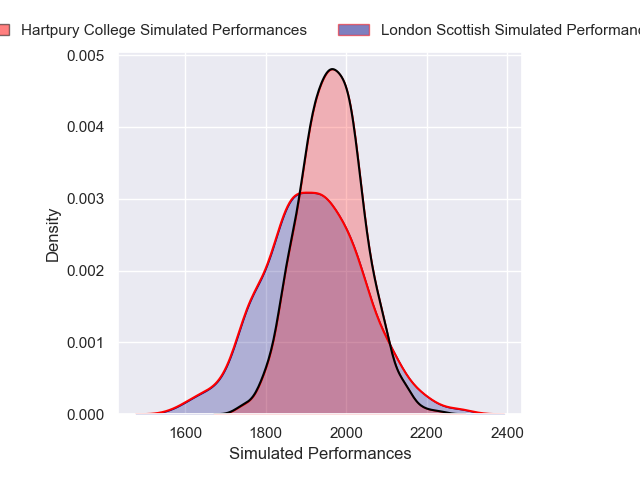 Hartpury College Simulated Performances London Scottish Simulated
0.005
0.004
0.003
0.002
0.001
0.000
Density
1600 1800 2000 2200 2400
Simulated Performances